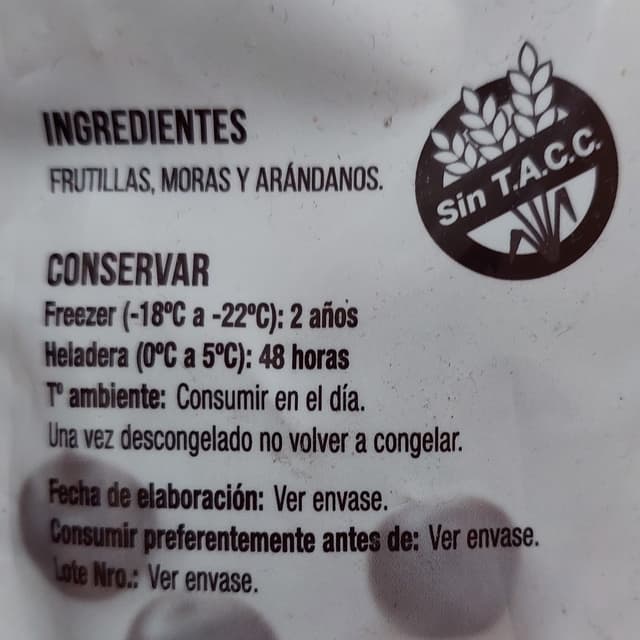 INGREDIENTES
FRUTILLAS, MORAS Y ARÁNDANOS.
Sin T.A.C.C.
CONSERVAR
Freezer (-18ºC a -22ºC): 2 años
Heladera (0ºC a 5ºC): 48 horas
Tº ambiente: Consumir en el día.
Una vez descongelado no volver a congelar.
Fecha de elaboración: Ver envase.
Consumir preferentemente antes de: Ver envase.
Lote Nro.: Ver envase.